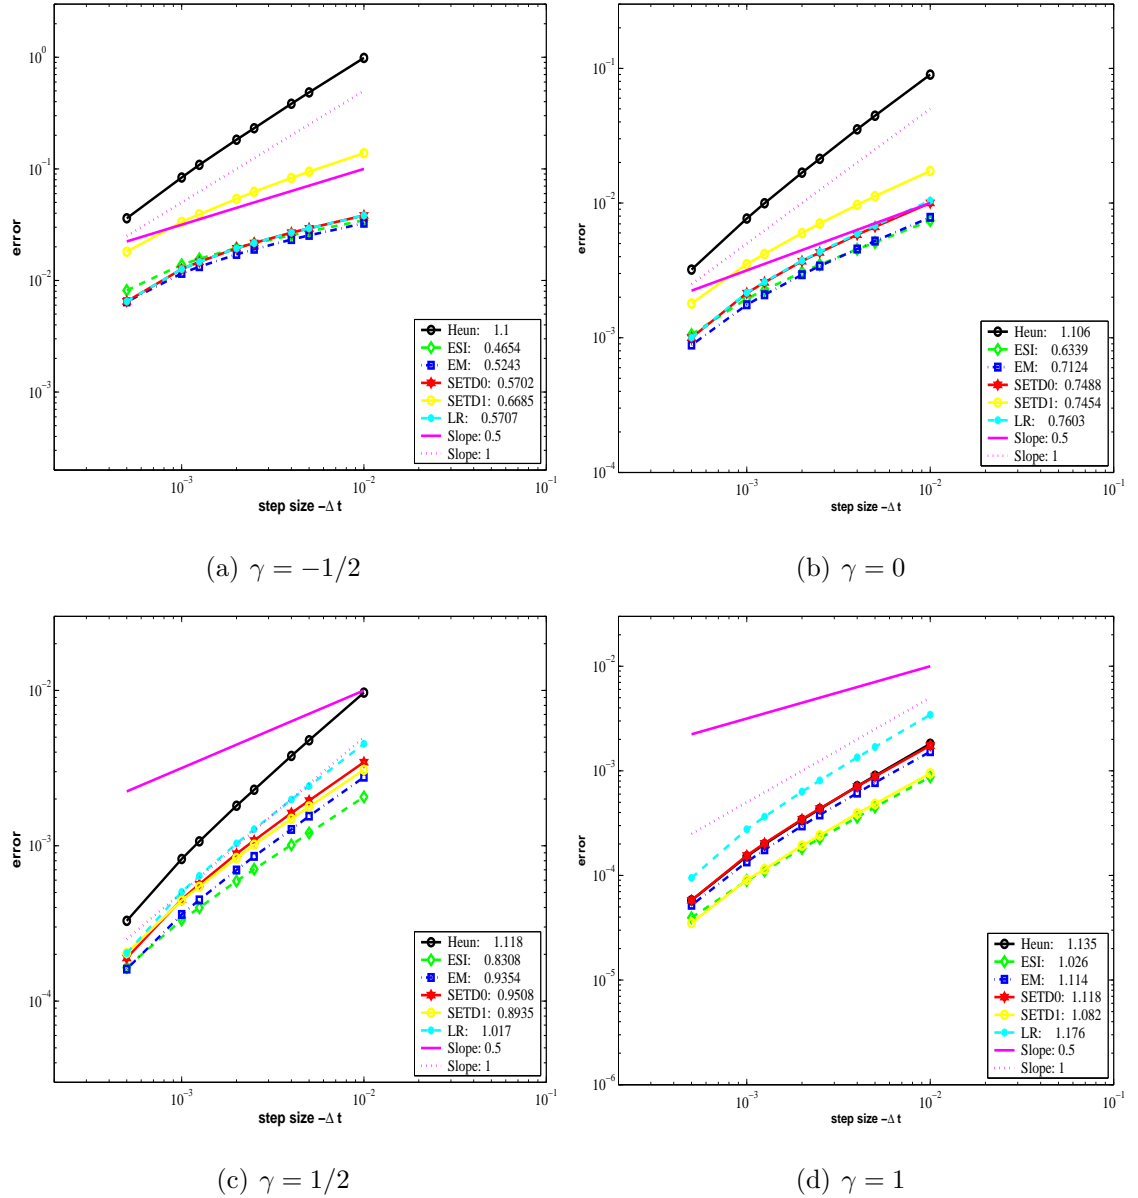 10^0
10^-1
10^-2
10^-3
error
10^-3
10^-2
10^-1
step size -Δ t
Heun: 1.1
ESI: 0.4654
EM: 0.5243
SETD0: 0.5702
SETD1: 0.6685
LR: 0.5707
Slope: 0.5
Slope: 1
(a) γ = −1/2
10^-1
10^-2
10^-3
10^-4
error
10^-3
10^-2
10^-1
step size -Δ t
Heun: 1.106
ESI: 0.6339
EM: 0.7124
SETD0: 0.7488
SETD1: 0.7454
LR: 0.7603
Slope: 0.5
Slope: 1
(b) γ = 0
10^-2
10^-3
10^-4
error
10^-3
10^-2
10^-1
step size -Δ t
Heun: 1.118
ESI: 0.8308
EM: 0.9354
SETD0: 0.9508
SETD1: 0.8935
LR: 1.017
Slope: 0.5
Slope: 1
(c) γ = 1/2
10^-2
10^-3
10^-4
10^-5
10^-6
error
10^-3
10^-2
10^-1
step size -Δ t
Heun: 1.135
ESI: 1.026
EM: 1.114
SETD0: 1.118
SETD1: 1.082
LR: 1.176
Slope: 0.5
Slope: 1
(d) γ = 1